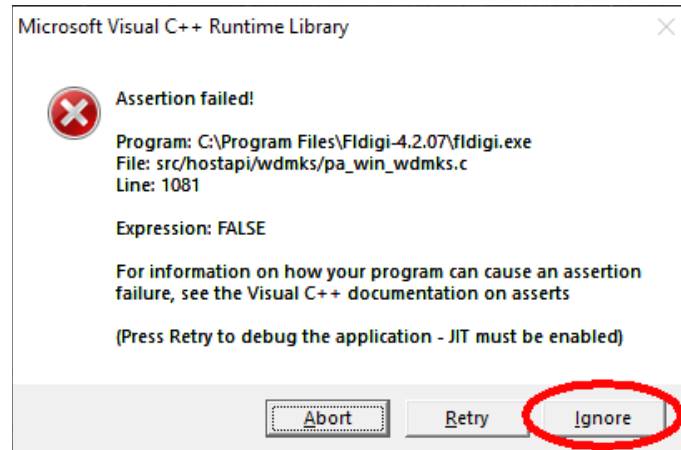 Microsoft Visual C++ Runtime Library
Assertion failed!
Program: C:\Program Files\Fldigi-4.2.07\fldigi.exe
File: src/hostapi/wdmks/pa_win_wdmks.c
Line: 1081
Expression: FALSE
For information on how your program can cause an assertion
failure, see the Visual C++ documentation on asserts
(Press Retry to debug the application - JIT must be enabled)
Abort
Retry
Ignore